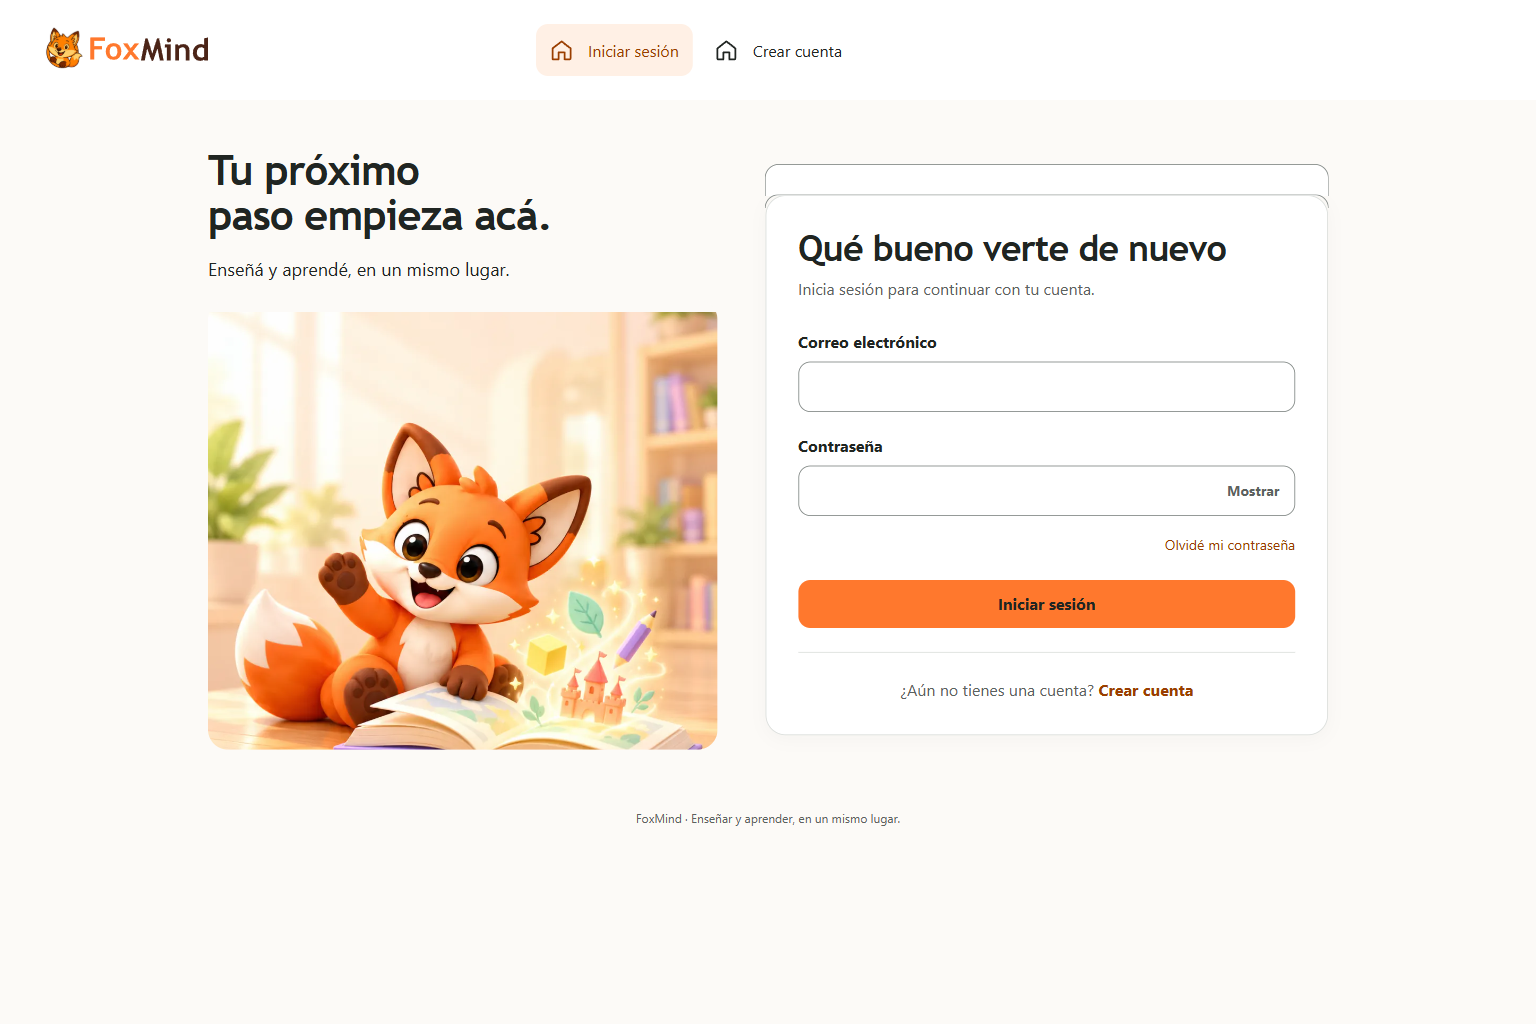 FoxMind
Iniciar sesión
Crear cuenta
Tu próximo
paso empieza acá.
Enseñá y aprendé, en un mismo lugar.
Qué bueno verte de nuevo
Inicia sesión para continuar con tu cuenta.
Correo electrónico
Contraseña
Mostrar
Olvidé mi contraseña
Iniciar sesión
¿Aún no tienes una cuenta? Crear cuenta
FoxMind · Enseñar y aprender, en un mismo lugar.